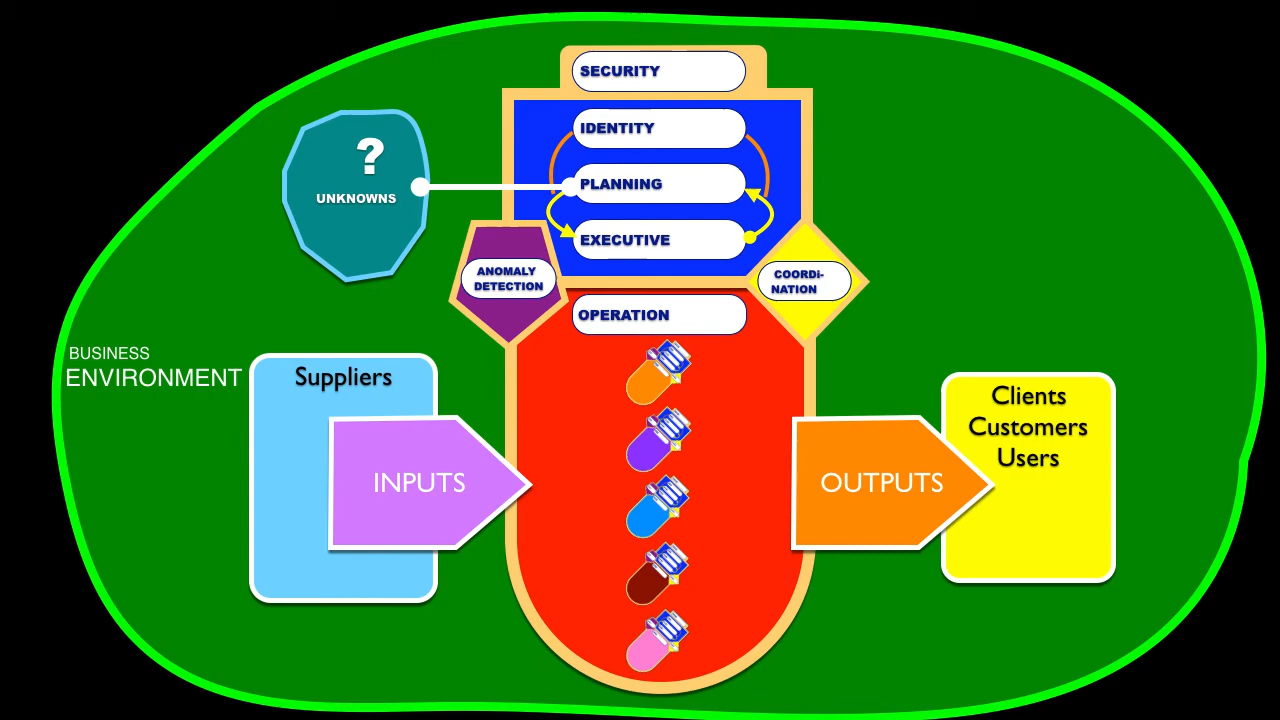 SECURITY
IDENTITY
?
UNKNOWNS
PLANNING
EXECUTIVE
ANOMALY
DETECTION
COORDI-
NATION
OPERATION
BUSINESS
ENVIRONMENT
Suppliers
INPUTS
OUTPUTS
Clients
Customers
Users